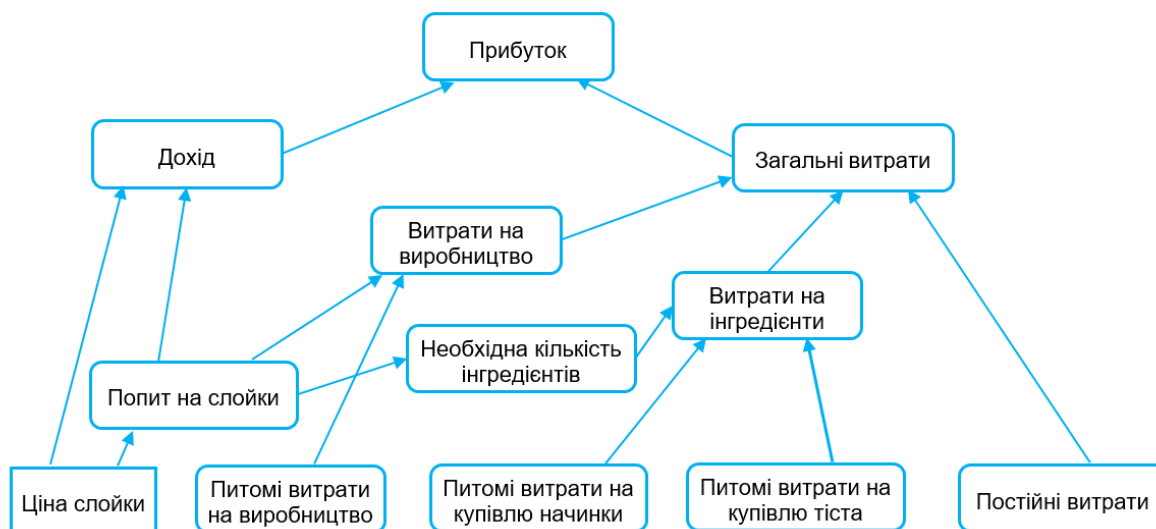 Прибуток
Дохід
Загальні витрати
Витрати на
виробництво
Витрати на
інгредієнти
Необхідна кількість
інгредієнтів
Попит на слойки
Ціна слойки
Питомі витрати
на виробництво
Питомі витрати на
купівлю начинки
Питомі витрати на
купівлю тіста
Постійні витрати